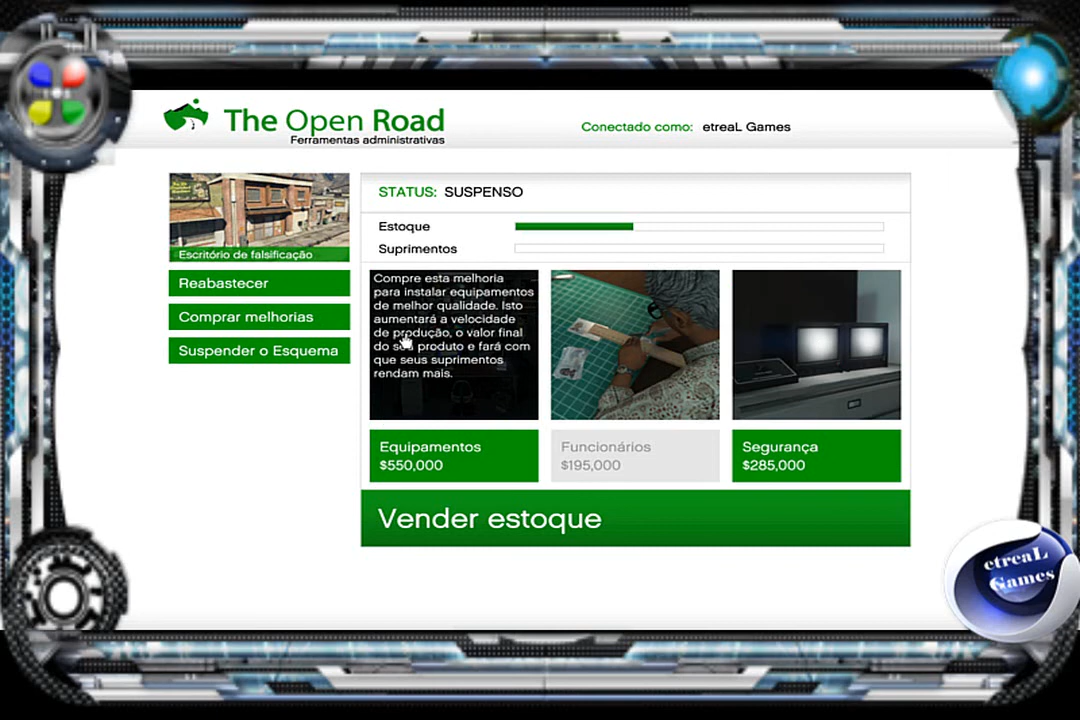 The Open Road
Ferramentas administrativas
Conectado como: etreaL Games
STATUS: SUSPENSO
Estoque
Suprimentos
Escritório de falsificação
Reabastecer
Comprar melhorias
Suspender o Esquema
Compre esta melhoria
para instalar equipamentos
de melhor qualidade. Isto
aumentará a velocidade
de produção, o valor final
do seu produto e fará com
que seus suprimentos
rendam mais.
Equipamentos
$550,000
Funcionários
$195,000
Segurança
$285,000
Vender estoque
etreaL
Games